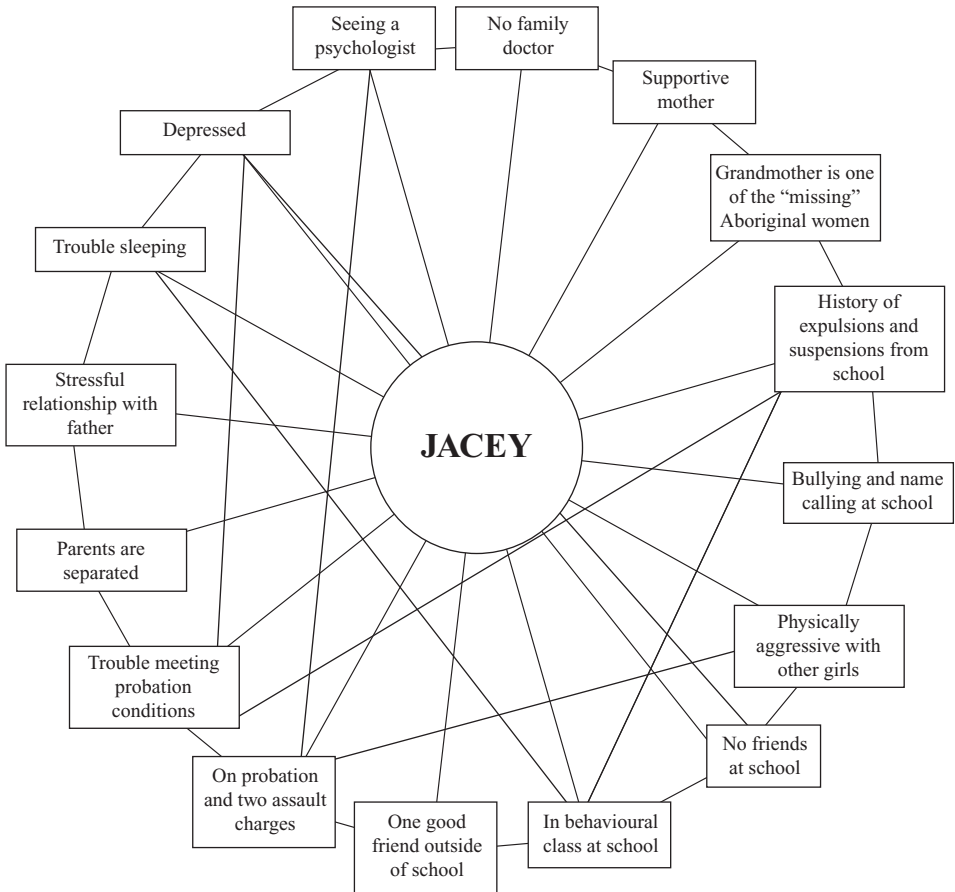 Seeing a
psychologist
No family
doctor
Supportive
mother
Grandmother is one
of the “missing”
Aboriginal women
History of
expulsions and
suspensions from
school
Bullying and name
calling at school
Physically
aggressive with
other girls
No friends
at school
In behavioural
class at school
One good
friend outside
of school
On probation
and two assault
charges
Trouble meeting
probation
conditions
Parents are
separated
Stressful
relationship with
father
Trouble sleeping
Depressed
JACEY